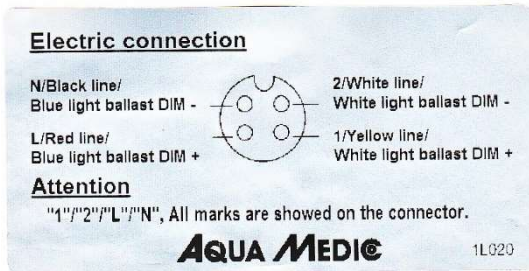 Electric connection
N/Black line/
Blue light ballast DIM -
2/White line/
White light ballast DIM -
L/Red line/
Blue light ballast DIM +
1/Yellow line/
White light ballast DIM +
Attention
"1"/"2"/"L"/"N", All marks are showed on the connector.
AQUA MEDIC
1L020